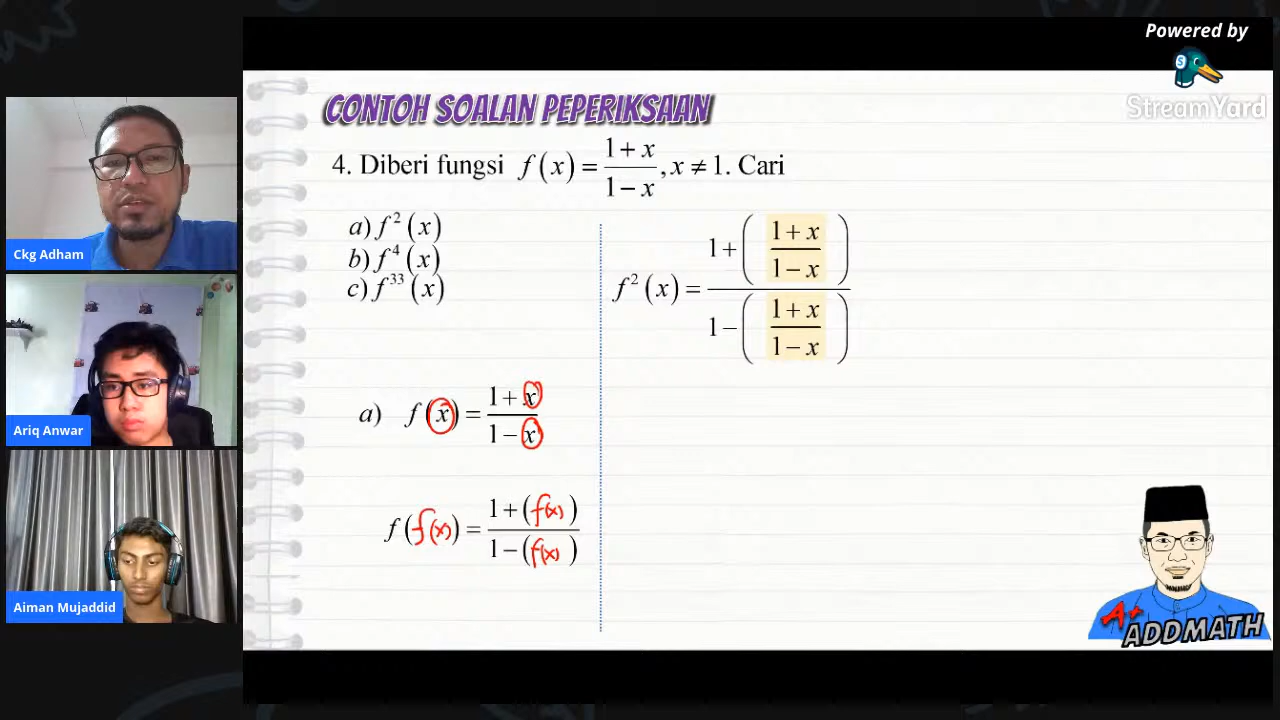 Powered by
S
StreamYard
CONTOH SOALAN PEPERIKSAAN
4. Diberi fungsi f(x) = (1 + x)/(1 − x), x ≠ 1. Cari
a) f²(x)
b) f⁴(x)
c) f³³(x)
f²(x) = (1 + ((1 + x)/(1 − x)))/(1 − ((1 + x)/(1 − x)))
a) f(x) = (1 + x)/(1 − x)
f(f(x)) = (1 + (f(x)))/(1 − (f(x)))
Ckg Adham
Ariq Anwar
Aiman Mujaddid
A+
ADDMATH